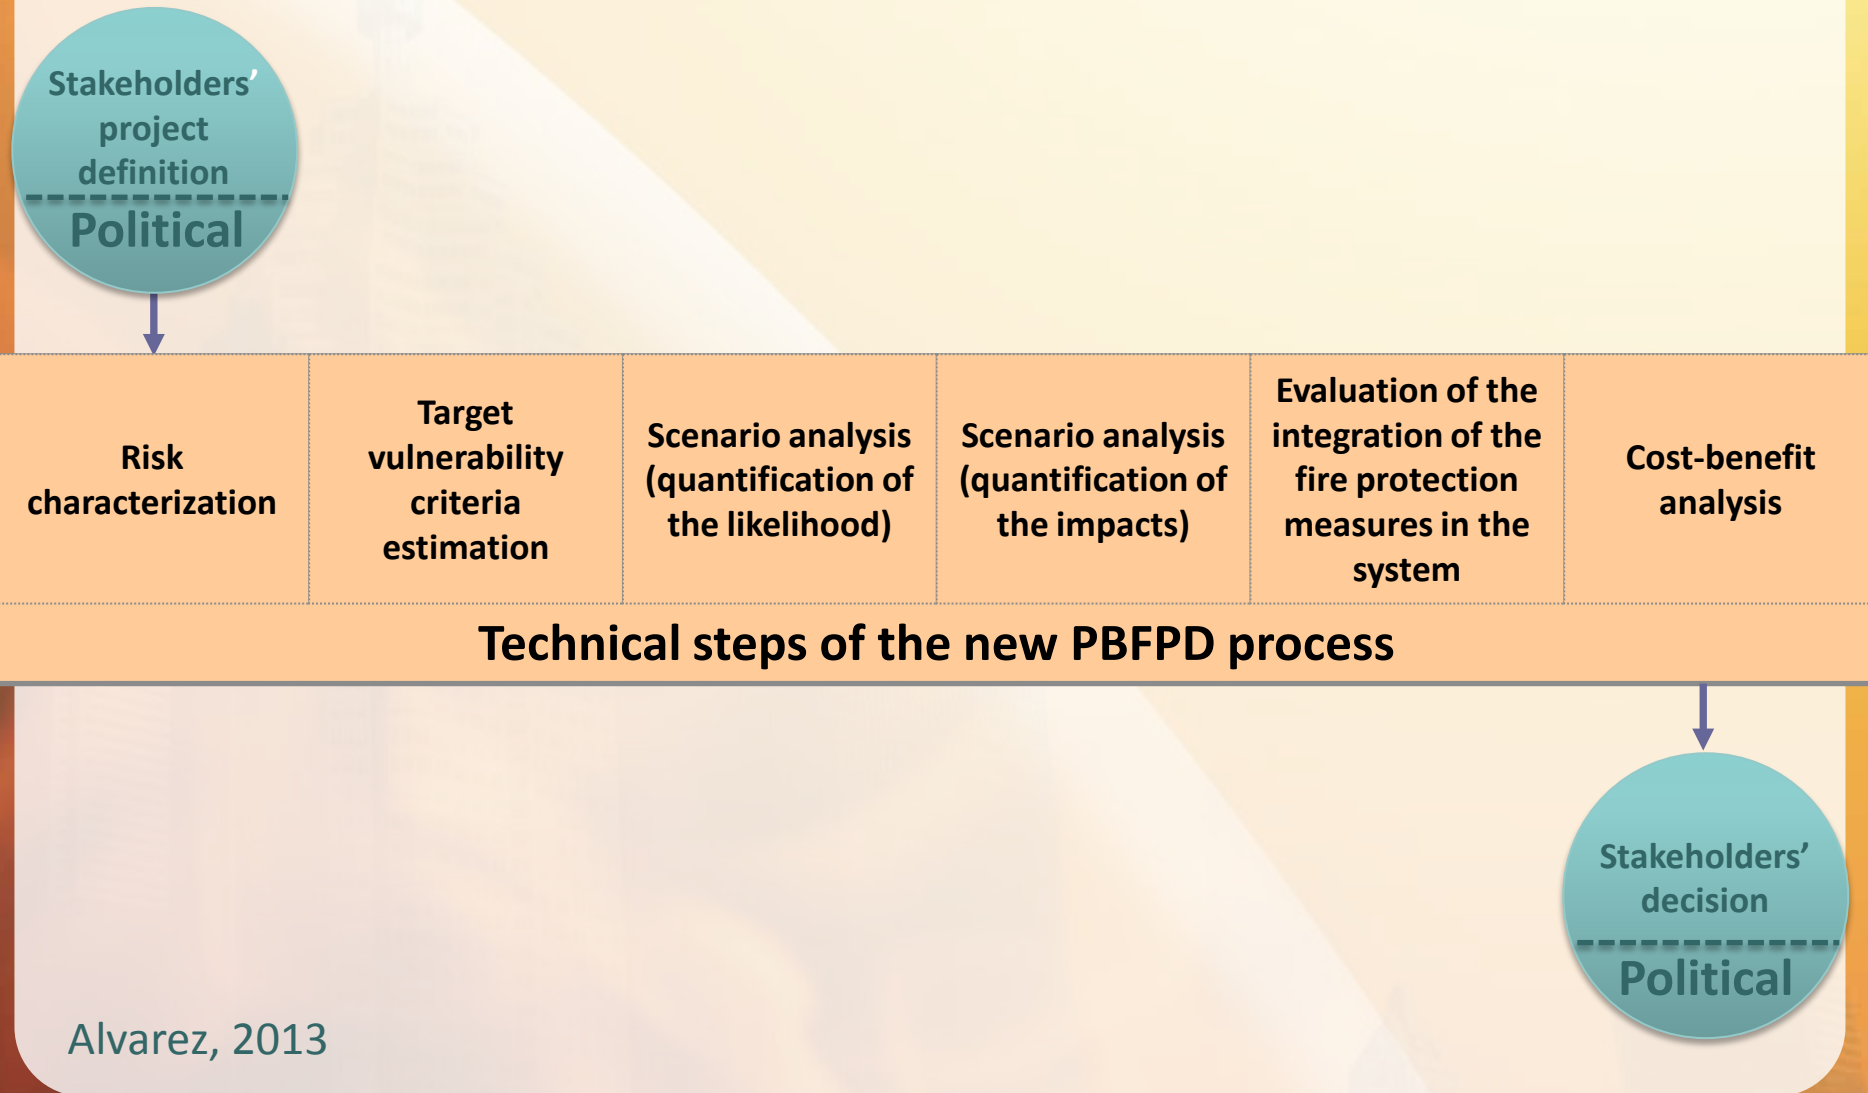 Stakeholders’
project
definition
Political
Risk
characterization
Target
vulnerability
criteria
estimation
Scenario analysis
(quantification of
the likelihood)
Scenario analysis
(quantification of
the impacts)
Evaluation of the
integration of the
fire protection
measures in the
system
Cost-benefit
analysis
Technical steps of the new PBFPD process
Stakeholders’
decision
Political
Alvarez, 2013